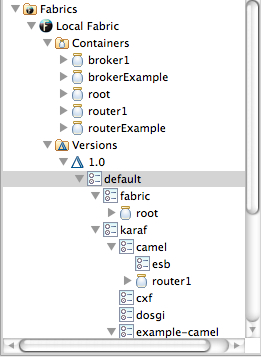 Fabrics
Local Fabric
Containers
broker1
brokerExample
root
router1
routerExample
Versions
1.0
default
fabric
root
karaf
camel
esb
router1
cxf
dosgi
example-camel